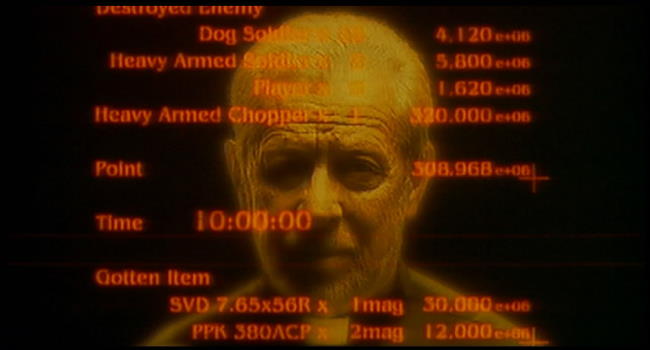 Destroyed Enemy
Dog Soldier x 4,120e+06
Heavy Armed Soldier x 5,800e+06
Player x 1,620e+06
Heavy Armed Chopper x 1 320,000e+06
Point 308,968e+06
Time 10:00:00
Gotten Item
SVD 7.65x56R x 1mag 30,000e+06
PPK 380ACP x 2mag 12,000e+06